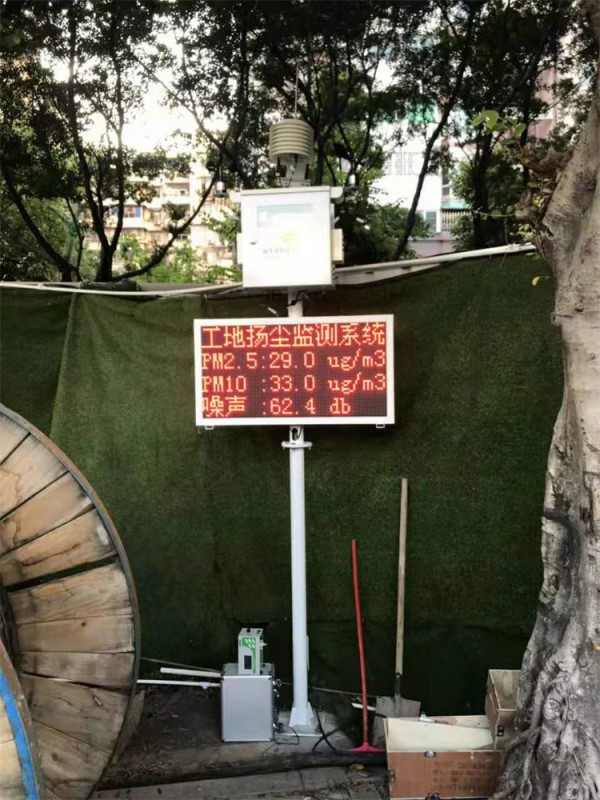 工地扬尘监测系统
PM2.5:29.0 ug/m3
PM10 :33.0 ug/m3
噪声 :62.4 db